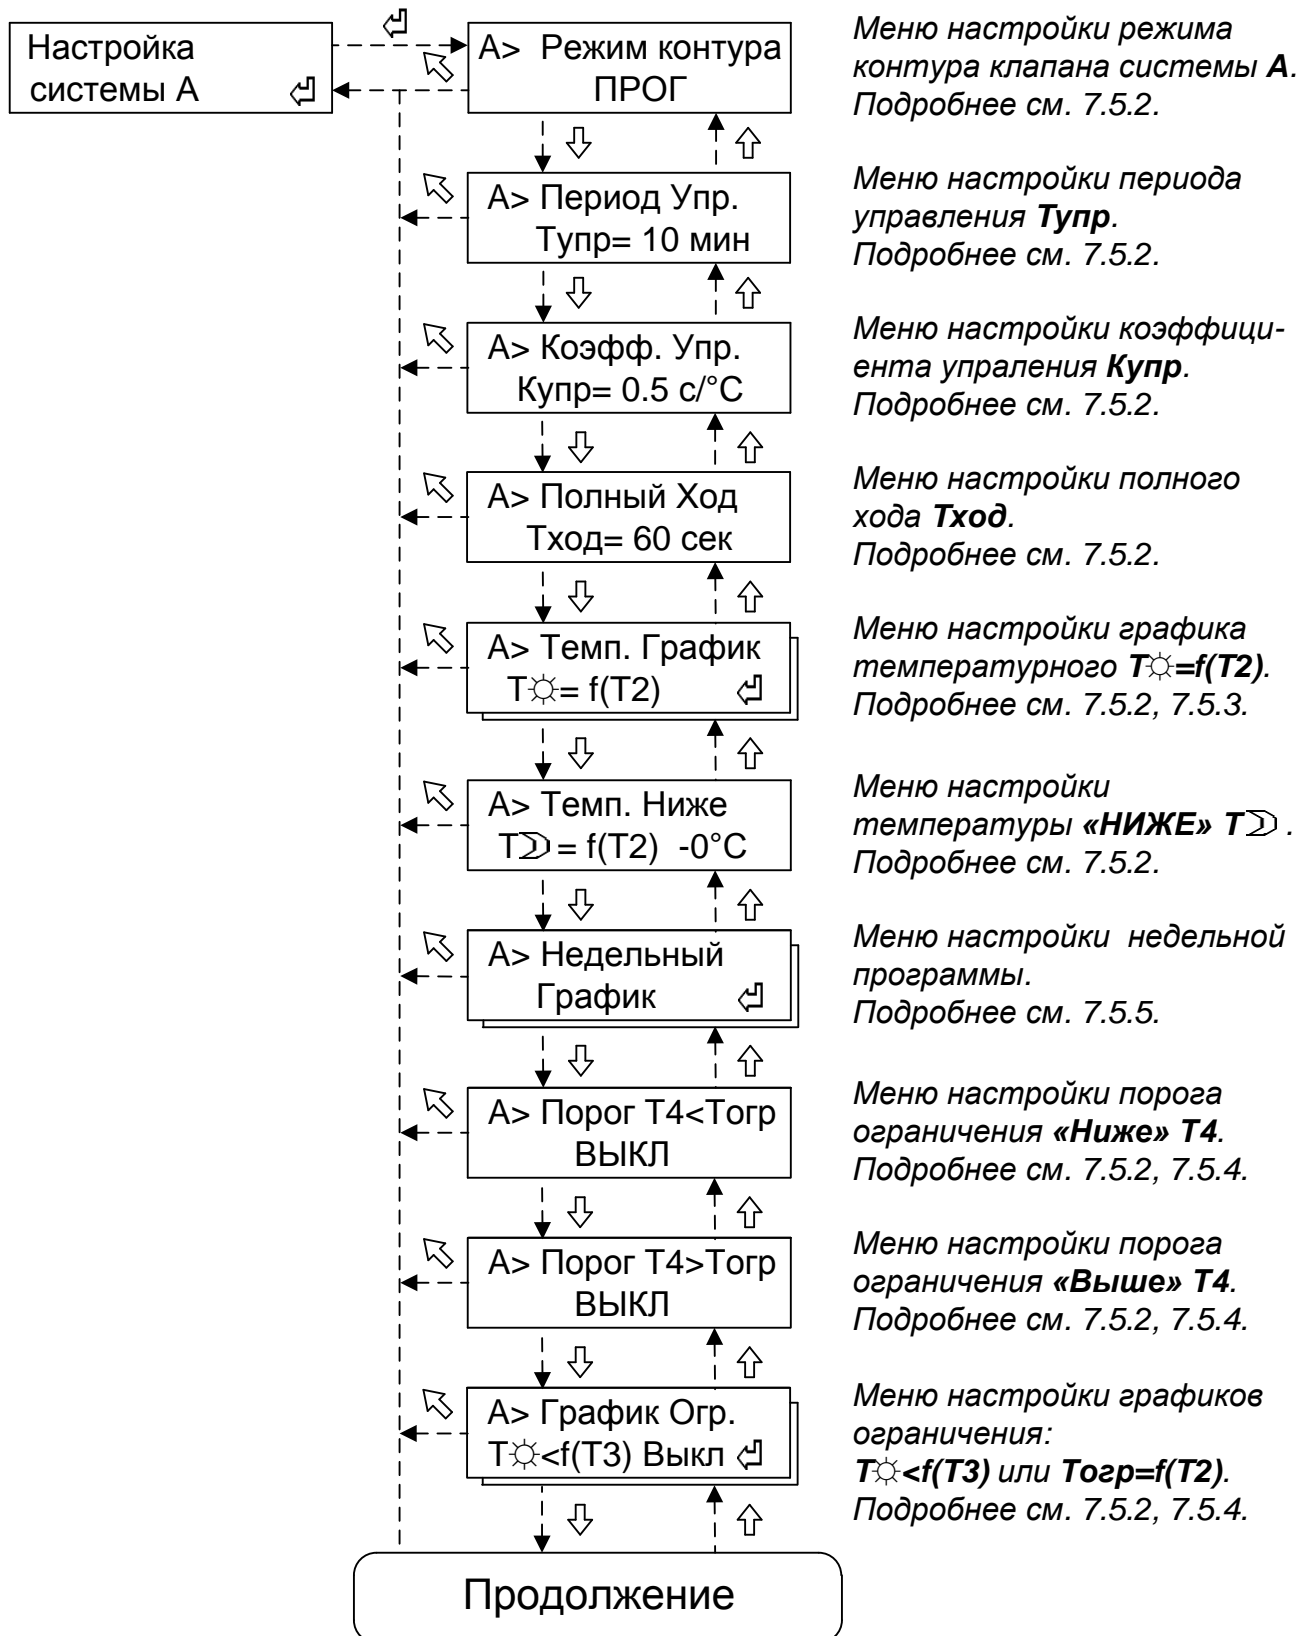 Настройка
системы А
А> Режим контура
ПРОГ
Меню настройки режима
контура клапана системы А.
Подробнее см. 7.5.2.
А> Период Упр.
Тупр= 10 мин
Меню настройки периода
управления Тупр.
Подробнее см. 7.5.2.
А> Коэфф. Упр.
Купр= 0.5 с/°С
Меню настройки коэффици-
ента упраления Купр.
Подробнее см. 7.5.2.
А> Полный Ход
Тход= 60 сек
Меню настройки полного
хода Тход.
Подробнее см. 7.5.2.
А> Темп. График
Т☼= f(Т2)
Меню настройки графика
температурного Т☼=f(Т2).
Подробнее см. 7.5.2, 7.5.3.
А> Темп. Ниже
Т☽= f(Т2) -0°С
Меню настройки
температуры «НИЖЕ» Т☽.
Подробнее см. 7.5.2.
А> Недельный
График
Меню настройки недельной
программы.
Подробнее см. 7.5.5.
А> Порог Т4<Тогр
ВЫКЛ
Меню настройки порога
ограничения «Ниже» Т4.
Подробнее см. 7.5.2, 7.5.4.
А> Порог Т4>Тогр
ВЫКЛ
Меню настройки порога
ограничения «Выше» Т4.
Подробнее см. 7.5.2, 7.5.4.
А> График Огр.
Т☼<f(Т3) Выкл
Меню настройки графиков
ограничения:
Т☼<f(Т3) или Тогр=f(Т2).
Подробнее см. 7.5.2, 7.5.4.
Продолжение